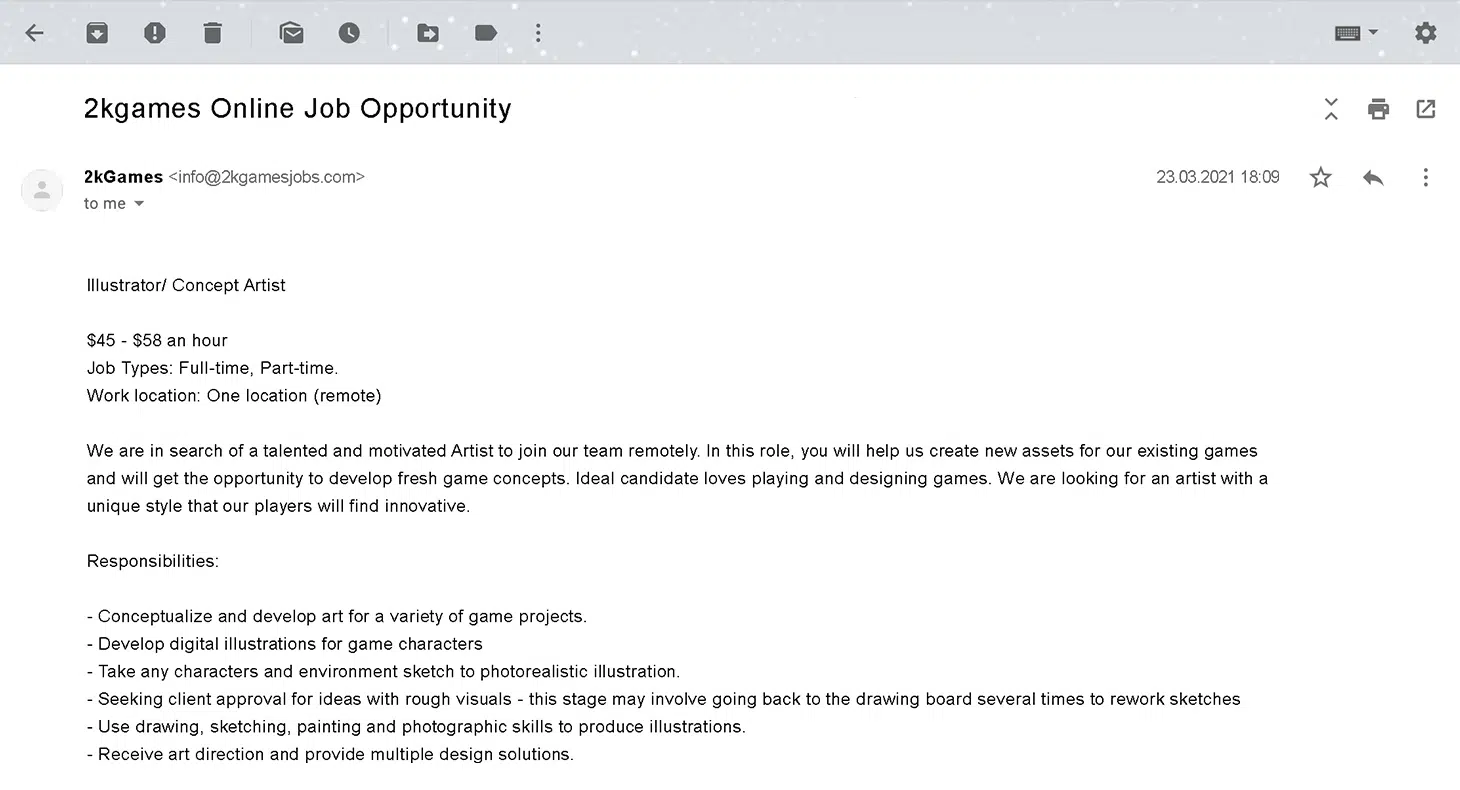 2kgames Online Job Opportunity
2kGames <info@2kgamesjobs.com>
23.03.2021 18:09
to me
Illustrator/ Concept Artist
$45 - $58 an hour
Job Types: Full-time, Part-time.
Work location: One location (remote)
We are in search of a talented and motivated Artist to join our team remotely. In this role, you will help us create new assets for our existing games
and will get the opportunity to develop fresh game concepts. Ideal candidate loves playing and designing games. We are looking for an artist with a
unique style that our players will find innovative.
Responsibilities:
- Conceptualize and develop art for a variety of game projects.
- Develop digital illustrations for game characters
- Take any characters and environment sketch to photorealistic illustration.
- Seeking client approval for ideas with rough visuals - this stage may involve going back to the drawing board several times to rework sketches
- Use drawing, sketching, painting and photographic skills to produce illustrations.
- Receive art direction and provide multiple design solutions.